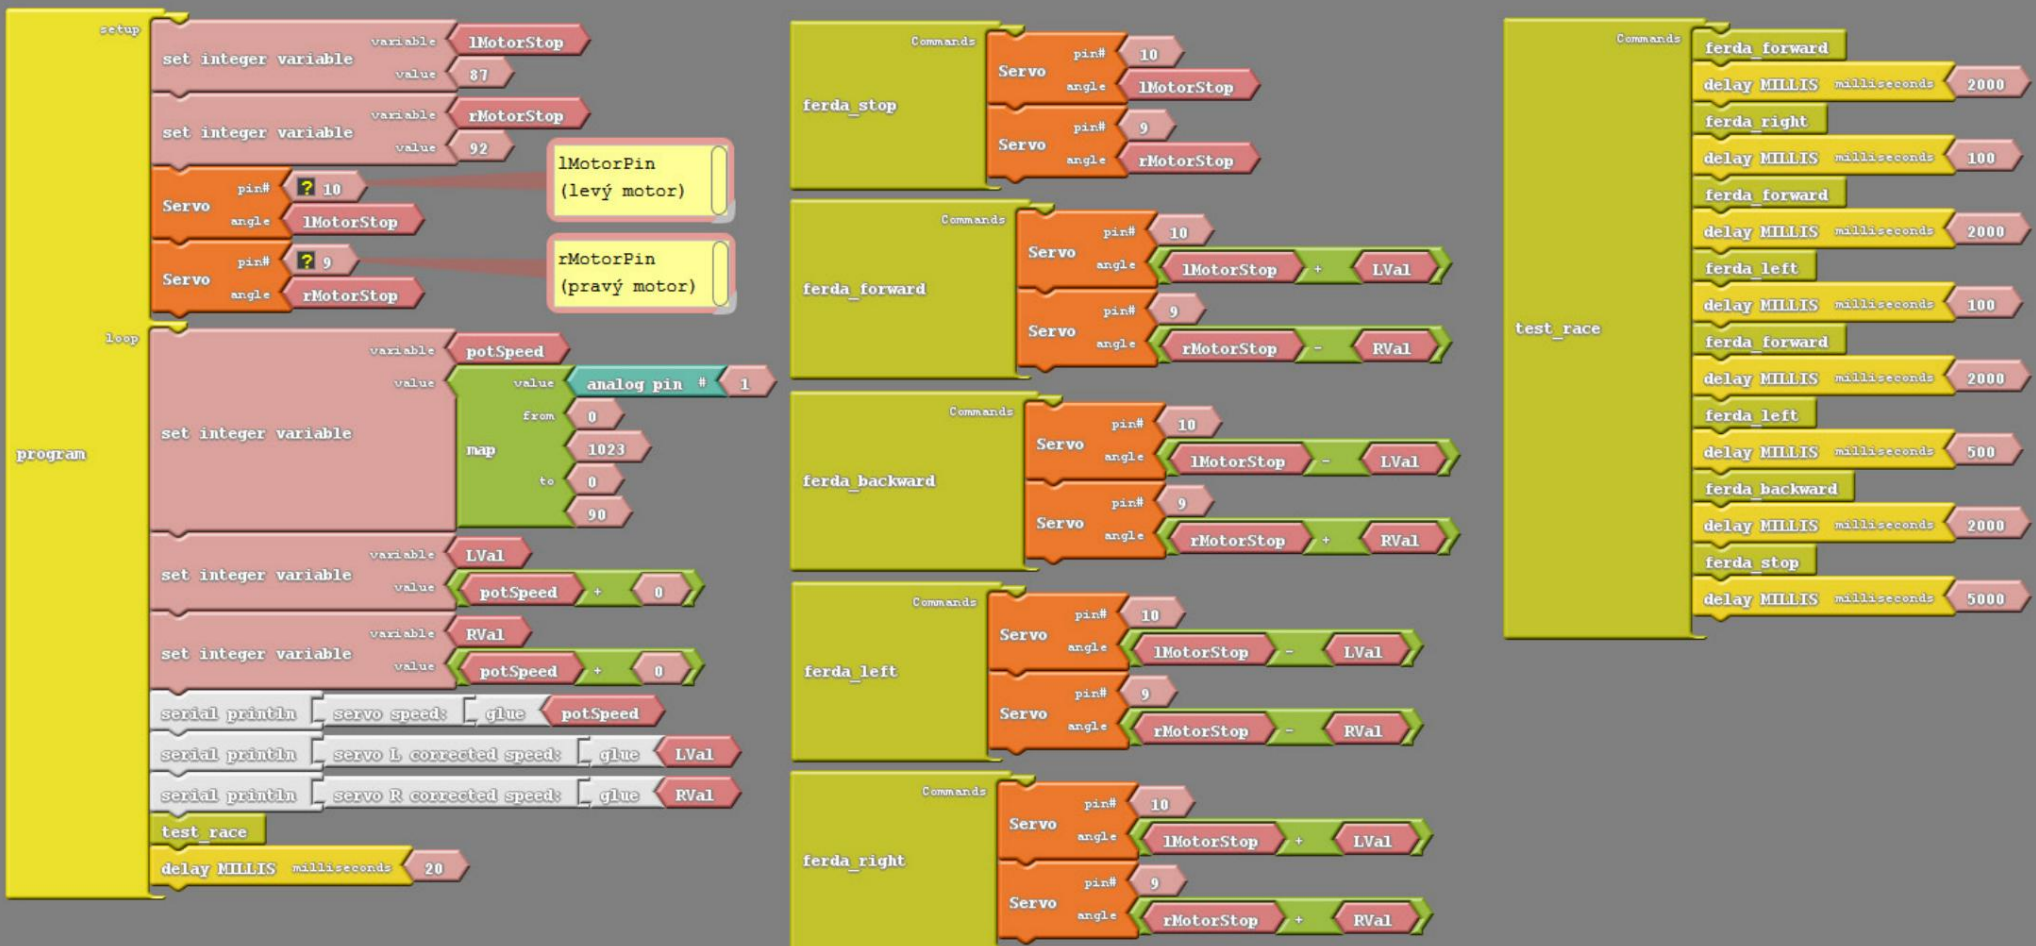 setup
set integer variable
variable lMotorStop
value 87
set integer variable
variable rMotorStop
value 92
Servo
pin# ? 10
angle lMotorStop
Servo
pin# ? 9
angle rMotorStop
lMotorPin
(levý motor)
rMotorPin
(pravý motor)
program
loop
set integer variable
variable potSpeed
value
map
value analog pin # 1
from 0
1023
to 0
90
set integer variable
variable LVal
value potSpeed + 0
set integer variable
variable RVal
value potSpeed + 0
serial println servo speed: glue potSpeed
serial println servo L corrected speed: glue LVal
serial println servo R corrected speed: glue RVal
test_race
delay MILLIS milliseconds 20
ferda_stop
Commands
Servo
pin# 10
angle lMotorStop
Servo
pin# 9
angle rMotorStop
ferda_forward
Commands
Servo
pin# 10
angle lMotorStop + LVal
Servo
pin# 9
angle rMotorStop - RVal
ferda_backward
Commands
Servo
pin# 10
angle lMotorStop - LVal
Servo
pin# 9
angle rMotorStop + RVal
ferda_left
Commands
Servo
pin# 10
angle lMotorStop - LVal
Servo
pin# 9
angle rMotorStop - RVal
ferda_right
Commands
Servo
pin# 10
angle lMotorStop + LVal
Servo
pin# 9
angle rMotorStop + RVal
test_race
Commands
ferda_forward
delay MILLIS milliseconds 2000
ferda_right
delay MILLIS milliseconds 100
ferda_forward
delay MILLIS milliseconds 2000
ferda_left
delay MILLIS milliseconds 100
ferda_forward
delay MILLIS milliseconds 2000
ferda_left
delay MILLIS milliseconds 500
ferda_backward
delay MILLIS milliseconds 2000
ferda_stop
delay MILLIS milliseconds 5000